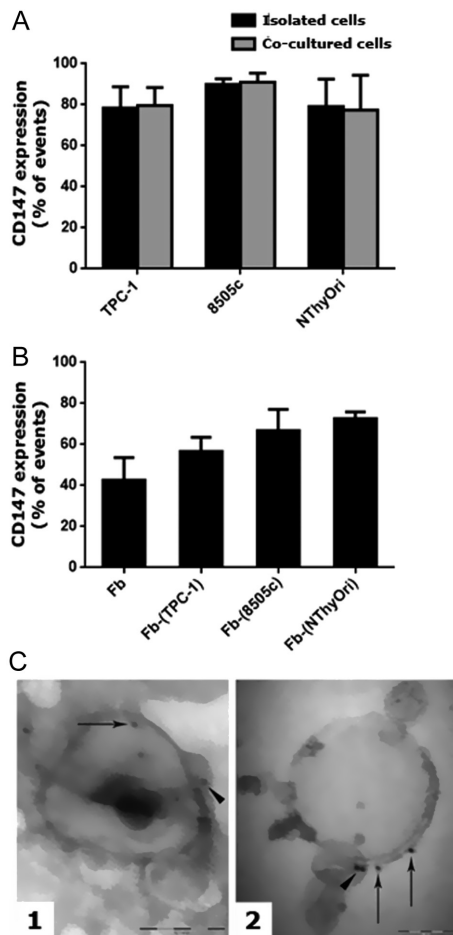 A
Isolated cells
Co-cultured cells
CD147 expression
(% of events)
100
80
60
40
20
0
TPC-1
8505c
NThyOri
B
CD147 expression
(% of events)
100
80
60
40
20
0
Fb
Fb-(TPC-1)
Fb-(8505c)
Fb-(NThyOri)
C
1
2